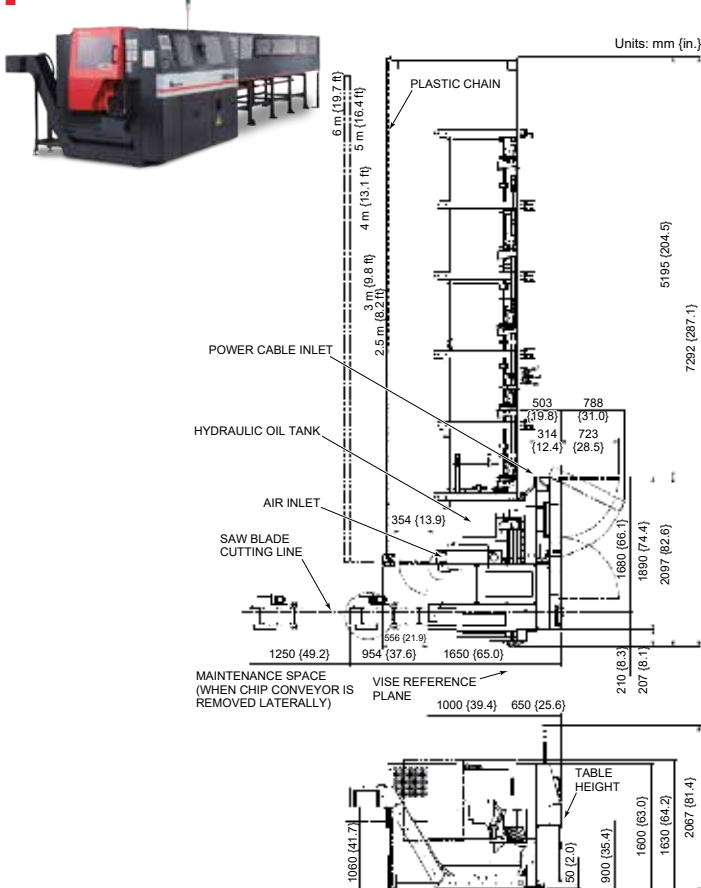 Units: mm {in.}
PLASTIC CHAIN
6 m {19.7 ft}
5 m {16.4 ft}
4 m {13.1 ft}
3 m {9.8 ft}
2.5 m {8.2 ft}
5195 {204.5}
7292 {287.1}
POWER CABLE INLET
503
{19.8}
788
{31.0}
314
{12.4}
723
{28.5}
HYDRAULIC OIL TANK
AIR INLET
354 {13.9}
SAW BLADE
CUTTING LINE
1680 {66.1}
1890 {74.4}
2097 {82.6}
556 {21.9}
1250 {49.2}
954 {37.6}
1650 {65.0}
210 {8.3}
207 {8.1}
MAINTENANCE SPACE
(WHEN CHIP CONVEYOR IS
REMOVED LATERALLY)
VISE REFERENCE
PLANE
1000 {39.4}
650 {25.6}
TABLE
HEIGHT
1060 {41.7}
50 {2.0}
900 {35.4}
1600 {63.0}
1630 {64.2}
2067 {81.4}